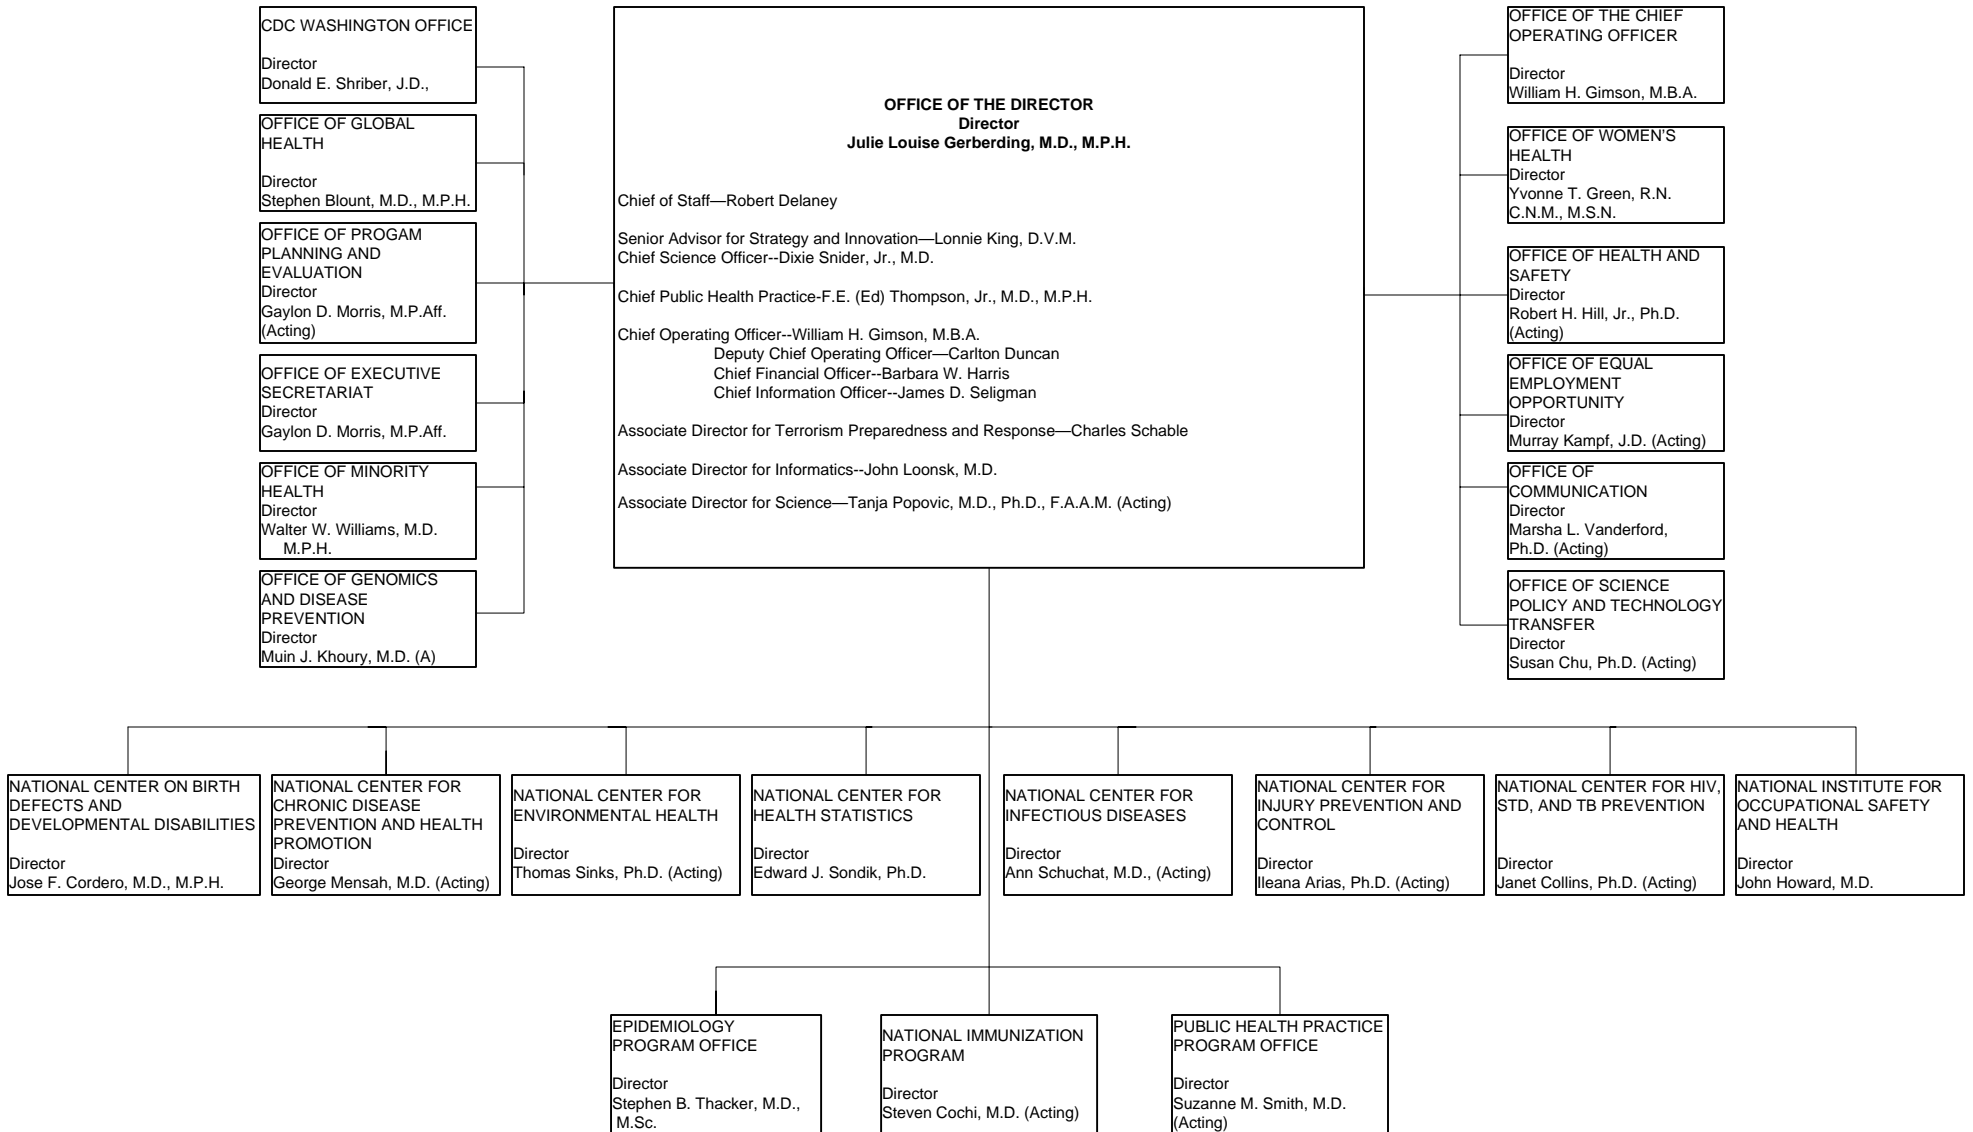 CDC WASHINGTON OFFICE
Director
Donald E. Shriber, J.D.,
OFFICE OF GLOBAL
HEALTH
Director
Stephen Blount, M.D., M.P.H.
OFFICE OF PROGAM
PLANNING AND
EVALUATION
Director
Gaylon D. Morris, M.P.Aff.
(Acting)
OFFICE OF EXECUTIVE
SECRETARIAT
Director
Gaylon D. Morris, M.P.Aff.
OFFICE OF MINORITY
HEALTH
Director
Walter W. Williams, M.D.
M.P.H.
OFFICE OF GENOMICS
AND DISEASE
PREVENTION
Director
Muin J. Khoury, M.D. (A)
OFFICE OF THE DIRECTOR
Director
Julie Louise Gerberding, M.D., M.P.H.
Chief of Staff—Robert Delaney
Senior Advisor for Strategy and Innovation—Lonnie King, D.V.M.
Chief Science Officer--Dixie Snider, Jr., M.D.
Chief Public Health Practice-F.E. (Ed) Thompson, Jr., M.D., M.P.H.
Chief Operating Officer--William H. Gimson, M.B.A.
Deputy Chief Operating Officer—Carlton Duncan
Chief Financial Officer--Barbara W. Harris
Chief Information Officer--James D. Seligman
Associate Director for Terrorism Preparedness and Response—Charles Schable
Associate Director for Informatics--John Loonsk, M.D.
Associate Director for Science—Tanja Popovic, M.D., Ph.D., F.A.A.M. (Acting)
OFFICE OF THE CHIEF
OPERATING OFFICER
Director
William H. Gimson, M.B.A.
OFFICE OF WOMEN'S
HEALTH
Director
Yvonne T. Green, R.N.
C.N.M., M.S.N.
OFFICE OF HEALTH AND
SAFETY
Director
Robert H. Hill, Jr., Ph.D.
(Acting)
OFFICE OF EQUAL
EMPLOYMENT
OPPORTUNITY
Director
Murray Kampf, J.D. (Acting)
OFFICE OF
COMMUNICATION
Director
Marsha L. Vanderford,
Ph.D. (Acting)
OFFICE OF SCIENCE
POLICY AND TECHNOLOGY
TRANSFER
Director
Susan Chu, Ph.D. (Acting)
NATIONAL CENTER ON BIRTH
DEFECTS AND
DEVELOPMENTAL DISABILITIES
Director
Jose F. Cordero, M.D., M.P.H.
NATIONAL CENTER FOR
CHRONIC DISEASE
PREVENTION AND HEALTH
PROMOTION
Director
George Mensah, M.D. (Acting)
NATIONAL CENTER FOR
ENVIRONMENTAL HEALTH
Director
Thomas Sinks, Ph.D. (Acting)
NATIONAL CENTER FOR
HEALTH STATISTICS
Director
Edward J. Sondik, Ph.D.
NATIONAL CENTER FOR
INFECTIOUS DISEASES
Director
Ann Schuchat, M.D., (Acting)
NATIONAL CENTER FOR
INJURY PREVENTION AND
CONTROL
Director
Ileana Arias, Ph.D. (Acting)
NATIONAL CENTER FOR HIV,
STD, AND TB PREVENTION
Director
Janet Collins, Ph.D. (Acting)
NATIONAL INSTITUTE FOR
OCCUPATIONAL SAFETY
AND HEALTH
Director
John Howard, M.D.
EPIDEMIOLOGY
PROGRAM OFFICE
Director
Stephen B. Thacker, M.D.,
M.Sc.
NATIONAL IMMUNIZATION
PROGRAM
Director
Steven Cochi, M.D. (Acting)
PUBLIC HEALTH PRACTICE
PROGRAM OFFICE
Director
Suzanne M. Smith, M.D.
(Acting)